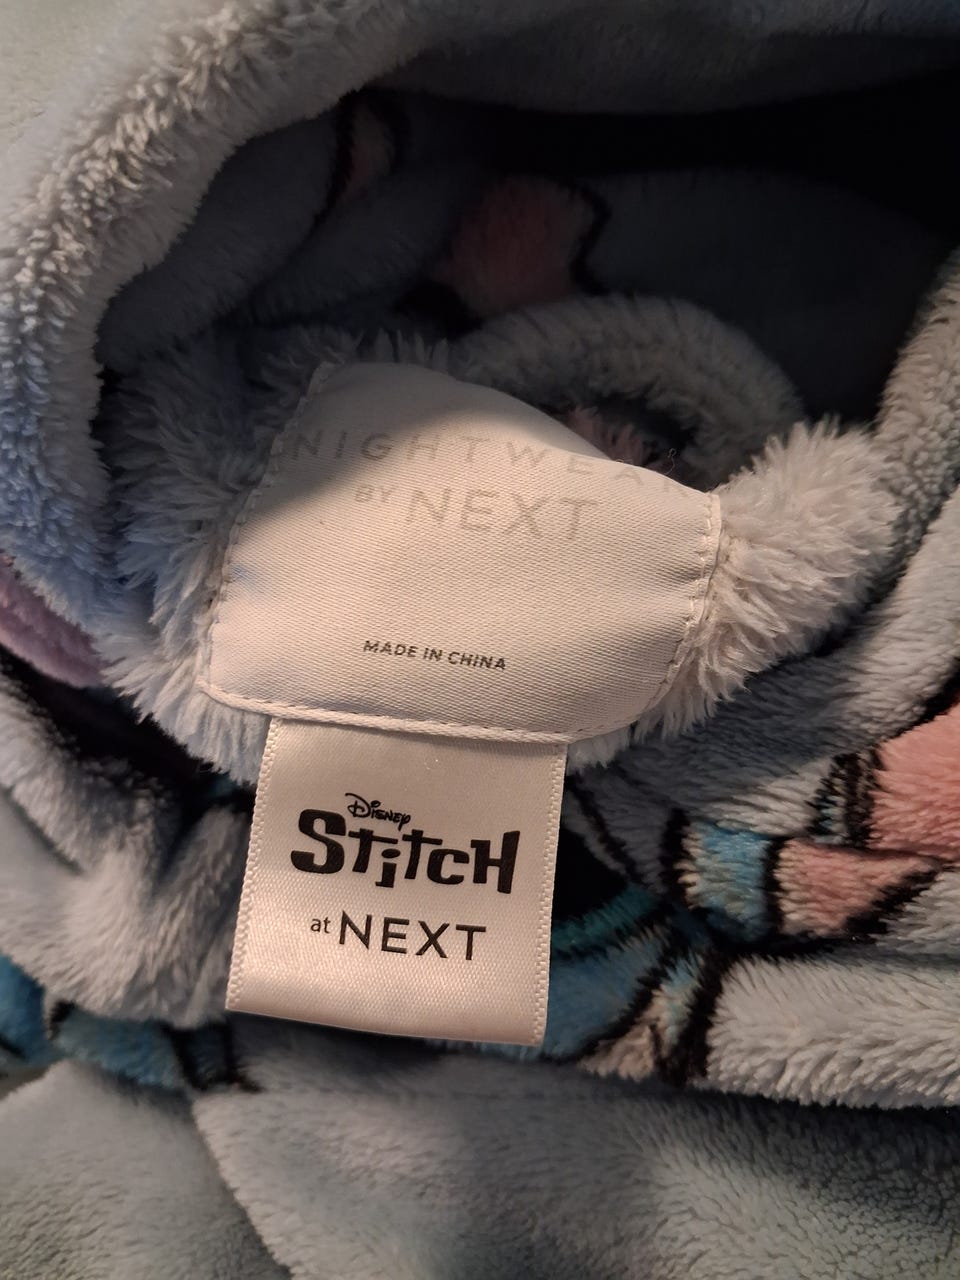 NIGHTWEAR
BY NEXT
MADE IN CHINA
Disney
Stitch
at NEXT